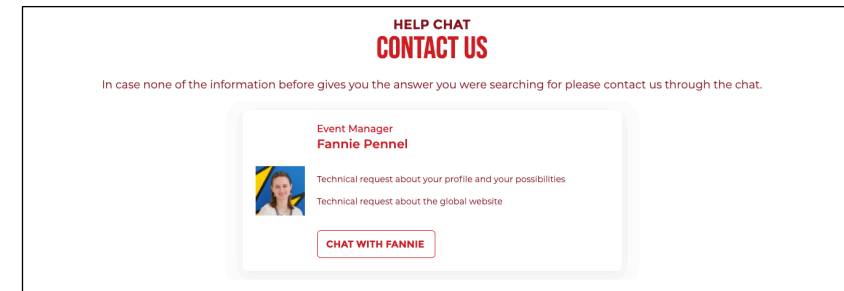 HELP CHAT
CONTACT US
In case none of the information before gives you the answer you were searching for please contact us through the chat.
Event Manager
Fannie Pennel
Technical request about your profile and your possibilities
Technical request about the global website
CHAT WITH FANNIE